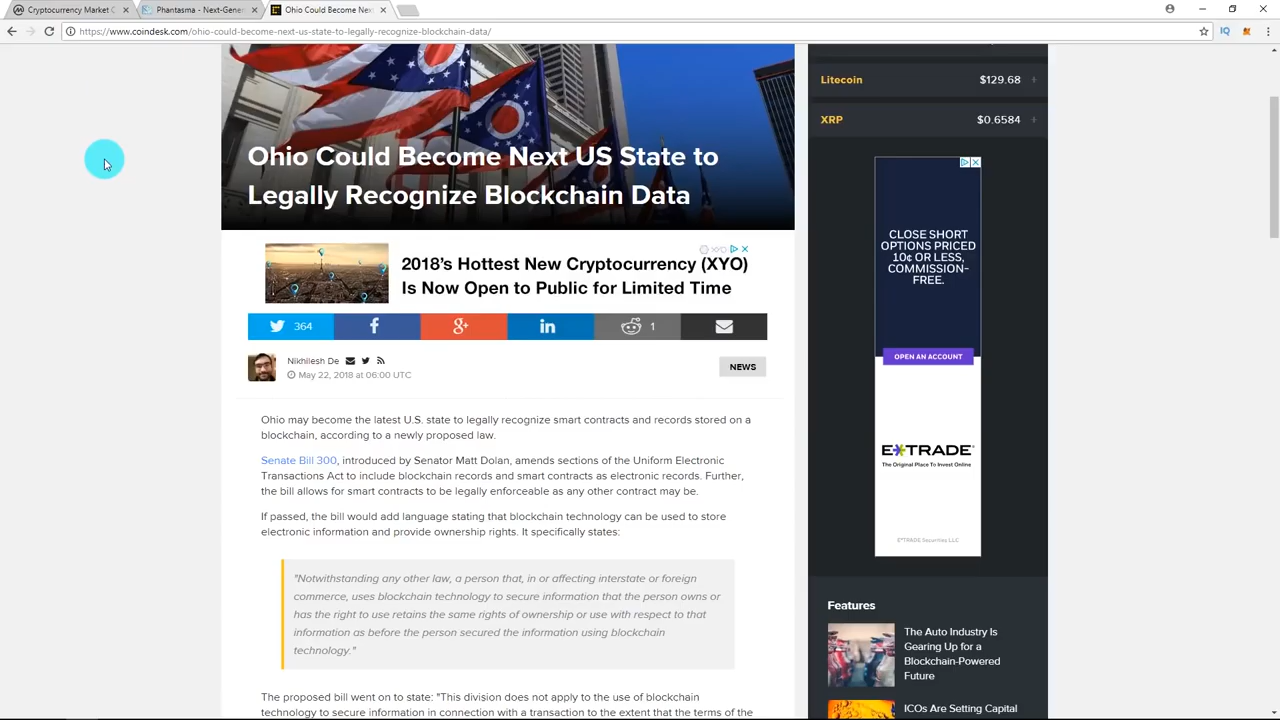 Cryptocurrency Market C
Phantasma - Next-Gener
Ohio Could Become Next
https://www.coindesk.com/ohio-could-become-next-us-state-to-legally-recognize-blockchain-data/
IQ
Ohio Could Become Next US State to
Legally Recognize Blockchain Data
XYO
2018's Hottest New Cryptocurrency (XYO)
Is Now Open to Public for Limited Time
364
1
Nikhilesh De
May 22, 2018 at 06:00 UTC
NEWS
Ohio may become the latest U.S. state to legally recognize smart contracts and records stored on a
blockchain, according to a newly proposed law.
Senate Bill 300, introduced by Senator Matt Dolan, amends sections of the Uniform Electronic
Transactions Act to include blockchain records and smart contracts as electronic records. Further,
the bill allows for smart contracts to be legally enforceable as any other contract may be.
If passed, the bill would add language stating that blockchain technology can be used to store
electronic information and provide ownership rights. It specifically states:
"Notwithstanding any other law, a person that, in or affecting interstate or foreign
commerce, uses blockchain technology to secure information that the person owns or
has the right to use retains the same rights of ownership or use with respect to that
information as before the person secured the information using blockchain
technology."
The proposed bill went on to state: "This division does not apply to the use of blockchain
technology to secure information in connection with a transaction to the extent that the terms of the
Litecoin $129.68 +
XRP $0.6584 +
CLOSE SHORT
OPTIONS PRICED
10¢ OR LESS,
COMMISSION-
FREE.
OPEN AN ACCOUNT
E*TRADE
The Original Place To Invest Online
E*TRADE Securities LLC
Features
The Auto Industry Is
Gearing Up for a
Blockchain-Powered
Future
ICOs Are Setting Capital